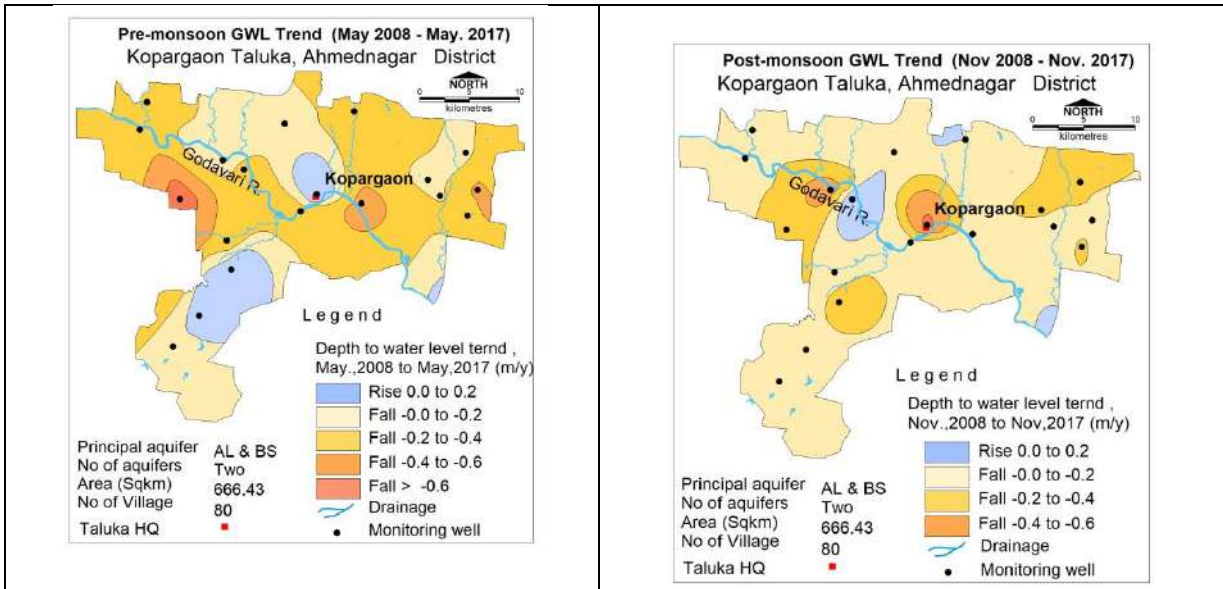 Pre-monsoon GWL Trend (May 2008 - May. 2017)
Kopargaon Taluka, Ahmednagar District
NORTH
0 5 10
kilometres
Godavari R.
Kopargaon
Legend
Depth to water level ternd ,
May.,2008 to May,2017 (m/y)
Rise 0.0 to 0.2
Fall -0.0 to -0.2
Fall -0.2 to -0.4
Fall -0.4 to -0.6
Fall > -0.6
Drainage
Monitoring well
Principal aquifer AL & BS
No of aquifers Two
Area (Sqkm) 666.43
No of Village 80
Taluka HQ
Post-monsoon GWL Trend (Nov 2008 - Nov. 2017)
Kopargaon Taluka, Ahmednagar District
NORTH
0 5 10
kilometres
Godavari R.
Kopargaon
Legend
Depth to water level ternd ,
Nov.,2008 to Nov,2017 (m/y)
Rise 0.0 to 0.2
Fall -0.0 to -0.2
Fall -0.2 to -0.4
Fall -0.4 to -0.6
Drainage
Monitoring well
Principal aquifer AL & BS
No of aquifers Two
Area (Sqkm) 666.43
No of Village 80
Taluka HQ